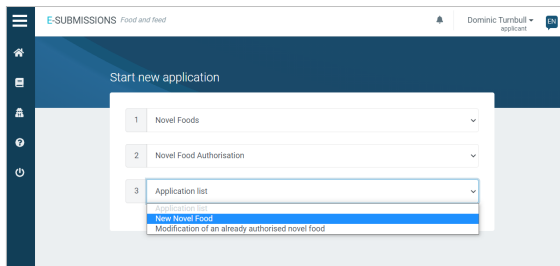 E-SUBMISSIONS Food and feed
Dominic Turnbull
applicant
EN
Start new application
1 Novel Foods
2 Novel Food Authorisation
3 Application list
Application list
New Novel Food
Modification of an already authorised novel food